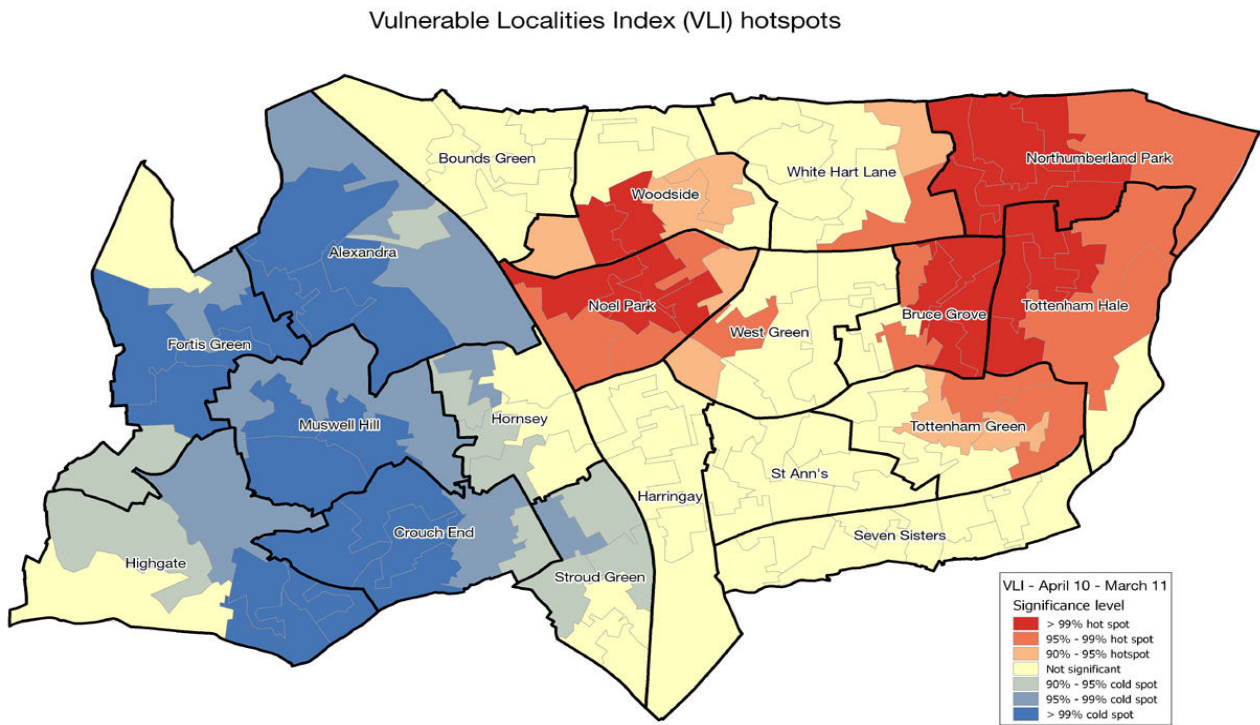 Vulnerable Localities Index (VLI) hotspots
Bounds Green
Woodside
White Hart Lane
Northumberland Park
Alexandra
Noel Park
West Green
Bruce Grove
Tottenham Hale
Fortis Green
Muswell Hill
Hornsey
Tottenham Green
St Ann's
Harringay
Crouch End
Seven Sisters
Highgate
Stroud Green
VLI - April 10 - March 11
Significance level
> 99% hot spot
95% - 99% hot spot
90% - 95% hotspot
Not significant
90% - 95% cold spot
95% - 99% cold spot
> 99% cold spot